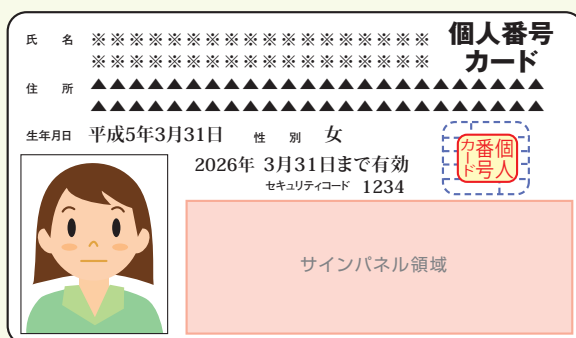 個人番号
カード
氏 名 ※※※※※※※※※※※※※※※※※※
※※※※※※※※※※※※※※※※※※
住 所 ▲▲▲▲▲▲▲▲▲▲▲▲▲▲▲▲▲▲▲▲▲▲▲▲
▲▲▲▲▲▲▲▲▲▲▲▲▲▲▲▲▲▲▲▲▲▲▲▲
生年月日 平成5年3月31日 性 別 女
2026年 3月31日まで有効
セキュリティコード 1234
個人
番号
カード
サインパネル領域